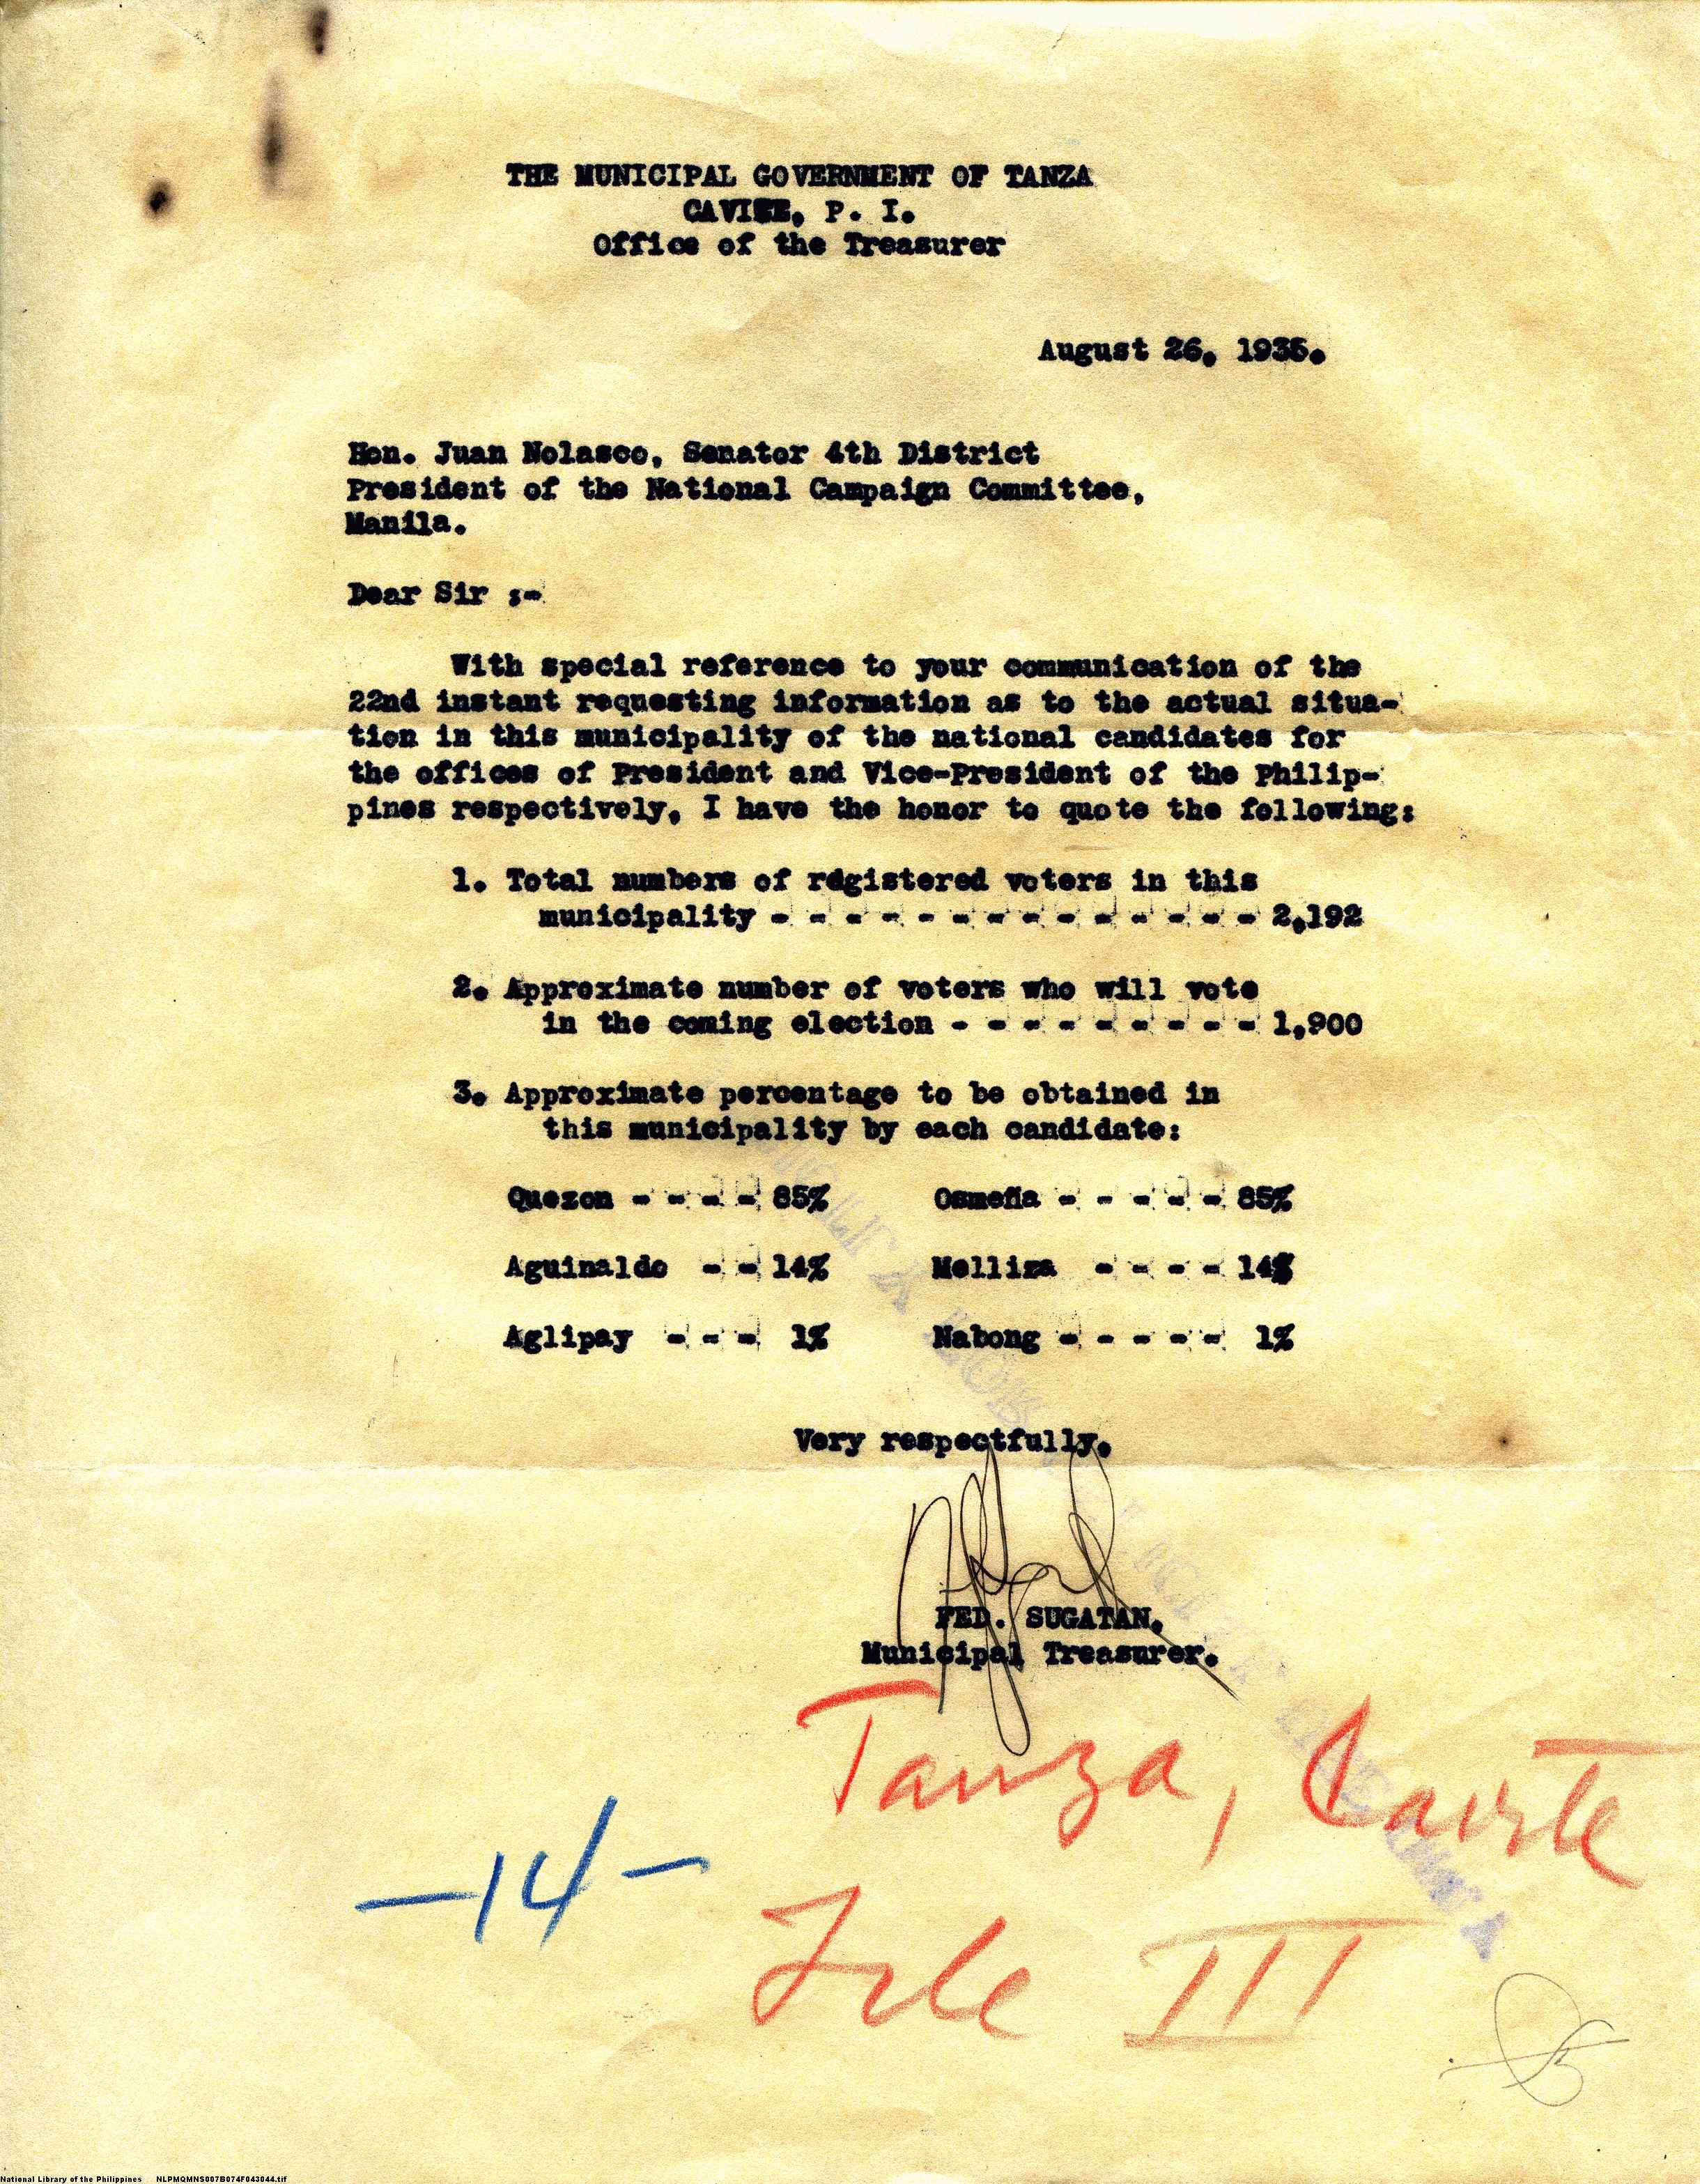 THE MUNICIPAL GOVERNMENT OF TANZA
CAVITE, P. I.
Office of the Treasurer
August 26, 1935.
Hon. Juan Nolasco, Senator 4th District
President of the National Campaign Committee,
Manila.
Dear Sir :-
With special reference to your communication of the
22nd instant requesting information as to the actual situa-
tion in this municipality of the national candidates for
the offices of President and Vice-President of the Philip-
pines respectively, I have the honor to quote the following:
1. Total numbers of registered voters in this
municipality - - - - - - - - - - - - - - 2,192
2. Approximate number of voters who will vote
in the coming election - - - - - - - - - 1,900
3. Approximate percentage to be obtained in
this municipality by each candidate:
Quezon - - - - 85% Osmeña - - - - - 85%
Aguinaldo - - 14% Melliza - - - - 14%
Aglipay - - - 1% Nabong - - - - - 1%
Very respectfully,
FED. SUGATAN,
Municipal Treasurer.
Tanza, Cavite
-14-
File III
National Library of the Philippines NLPMQMNS007B074F043044.tif